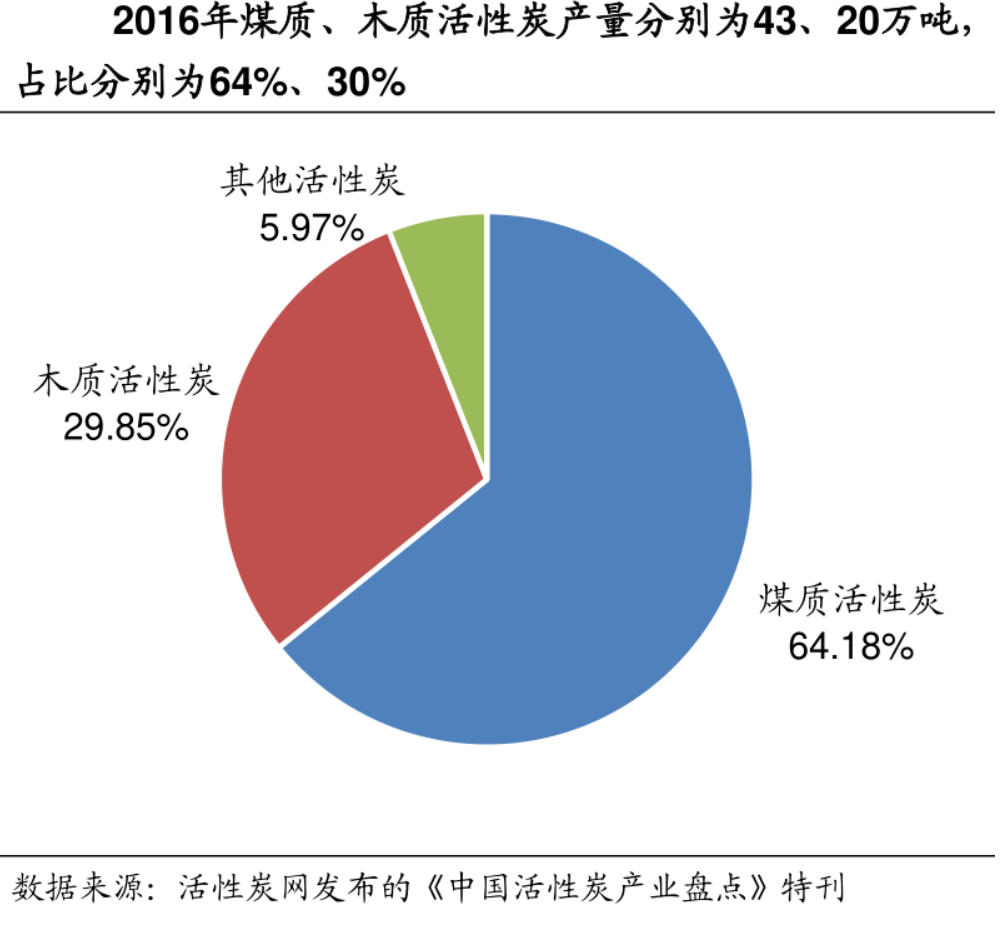 2016年煤质、木质活性炭产量分别为43、20万吨，
占比分别为64%、30%
其他活性炭
5.97%
木质活性炭
29.85%
煤质活性炭
64.18%
数据来源：活性炭网发布的《中国活性炭产业盘点》特刊